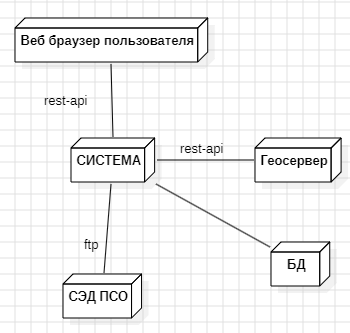 Веб браузер пользователя
rest-api
rest-api
СИСТЕМА
Геосервер
ftp
БД
СЭД ПСО